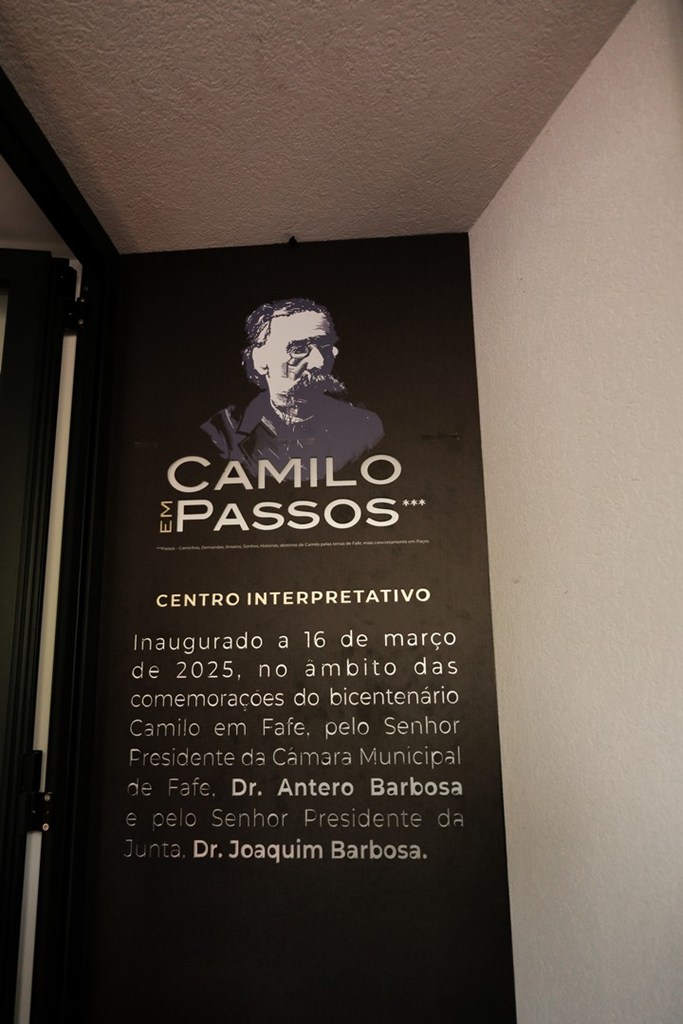 CAMILO
EM PASSOS***
CENTRO INTERPRETATIVO
Inaugurado a 16 de março
de 2025, no âmbito das
comemorações do bicentenário
Camilo em Fafe, pelo Senhor
Presidente da Câmara Municipal
de Fafe, Dr. Antero Barbosa
e pelo Senhor Presidente da
Junta, Dr. Joaquim Barbosa.